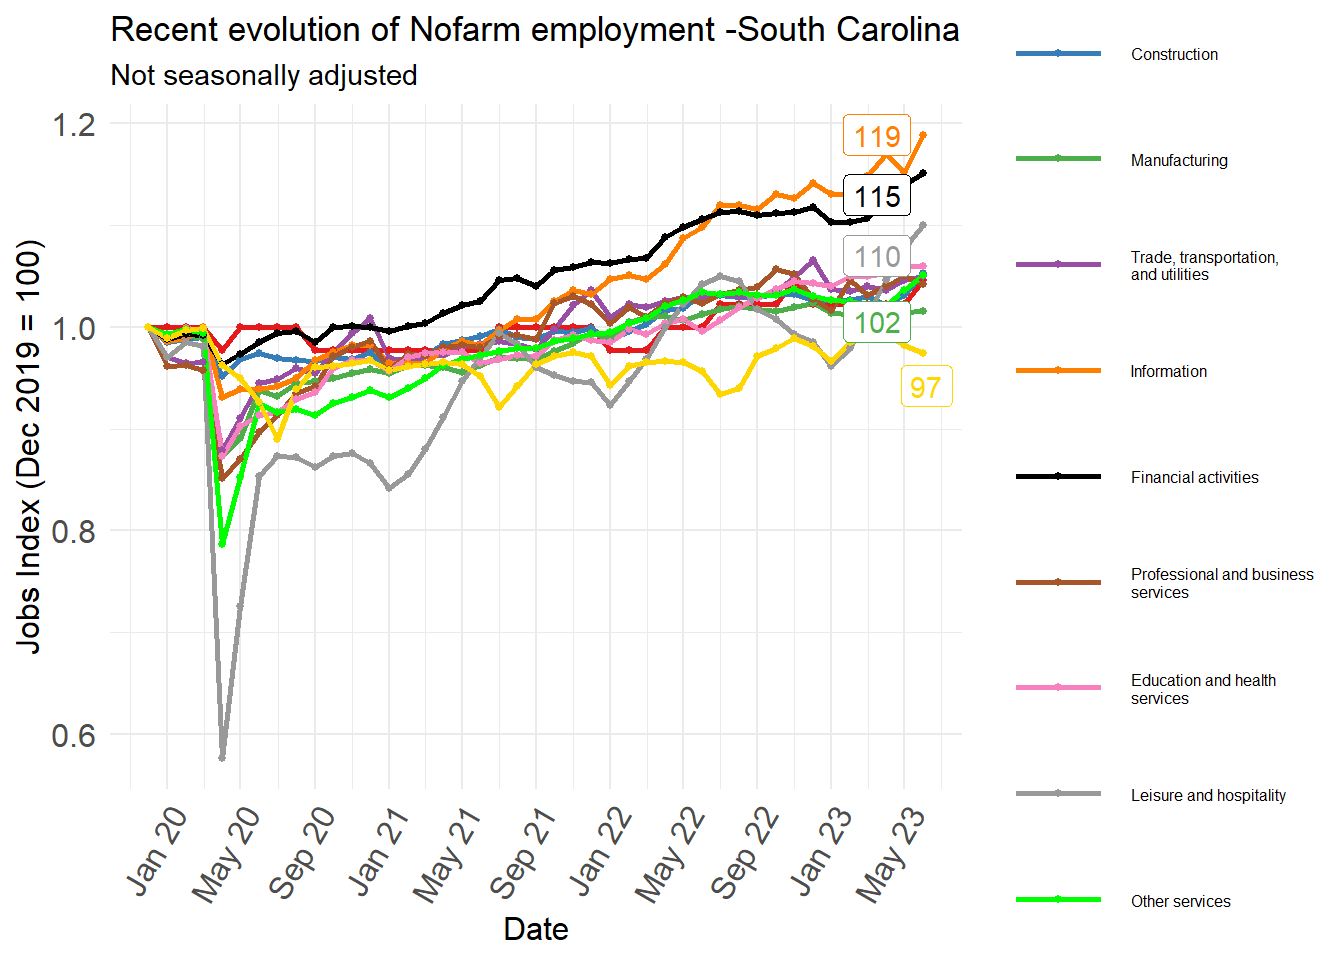 Recent evolution of Nofarm employment -South Carolina
Not seasonally adjusted
Jobs Index (Dec 2019 = 100)
1.2
1.0
0.8
0.6
119
115
110
102
97
Jan 20
May 20
Sep 20
Jan 21
May 21
Sep 21
Jan 22
May 22
Sep 22
Jan 23
May 23
Date
Construction
Manufacturing
Trade, transportation,
and utilities
Information
Financial activities
Professional and business
services
Education and health
services
Leisure and hospitality
Other services